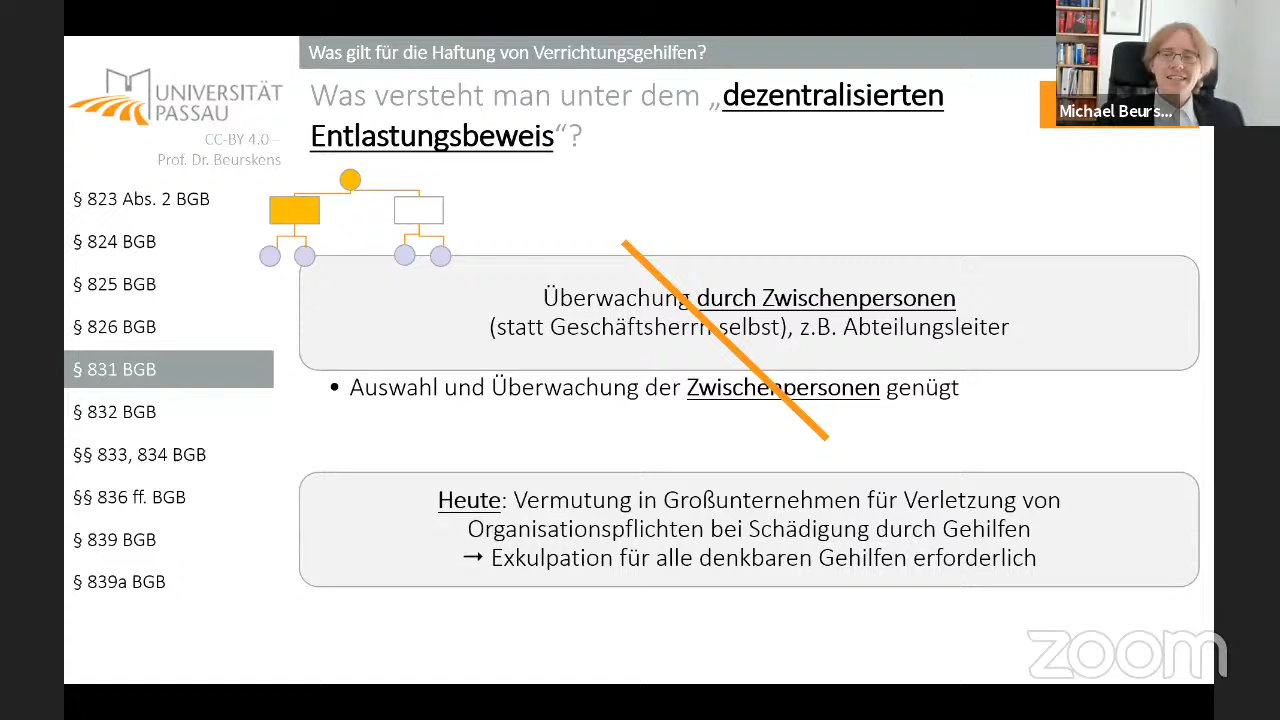 Was gilt für die Haftung von Verrichtungsgehilfen?
UNIVERSITÄT
PASSAU
CC-BY 4.0 –
Prof. Dr. Beurskens
Was versteht man unter dem „dezentralisierten
Entlastungsbeweis“?
Michael Beurs...
§ 823 Abs. 2 BGB
§ 824 BGB
§ 825 BGB
§ 826 BGB
§ 831 BGB
§ 832 BGB
§§ 833, 834 BGB
§§ 836 ff. BGB
§ 839 BGB
§ 839a BGB
Überwachung durch Zwischenpersonen
(statt Geschäftsherrn selbst), z.B. Abteilungsleiter
• Auswahl und Überwachung der Zwischenpersonen genügt
Heute: Vermutung in Großunternehmen für Verletzung von
Organisationspflichten bei Schädigung durch Gehilfen
→ Exkulpation für alle denkbaren Gehilfen erforderlich
zoom